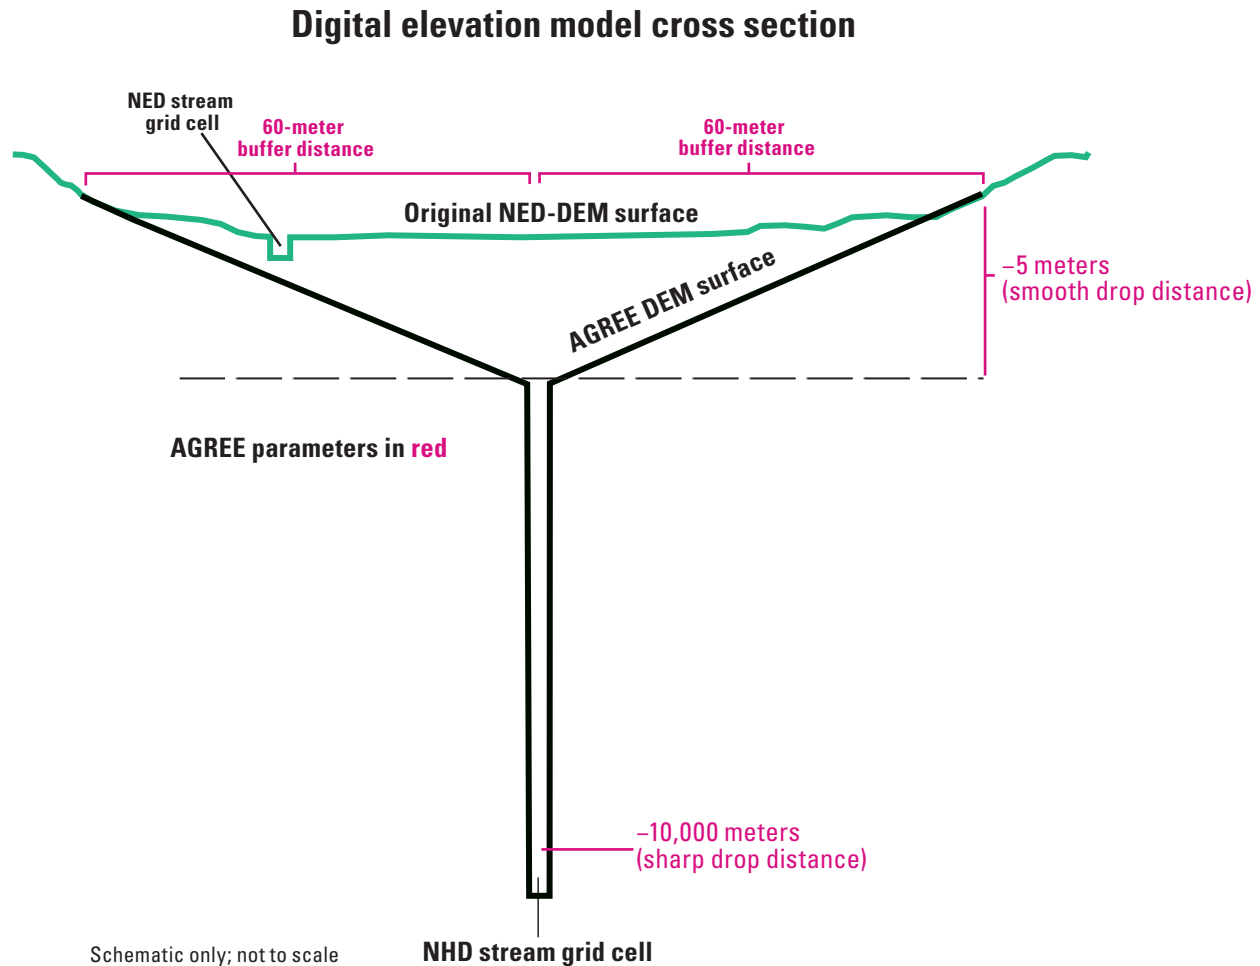 Digital elevation model cross section
NED stream
grid cell
60-meter
buffer distance
60-meter
buffer distance
Original NED-DEM surface
AGREE DEM surface
–5 meters
(smooth drop distance)
AGREE parameters in red
–10,000 meters
(sharp drop distance)
NHD stream grid cell
Schematic only; not to scale